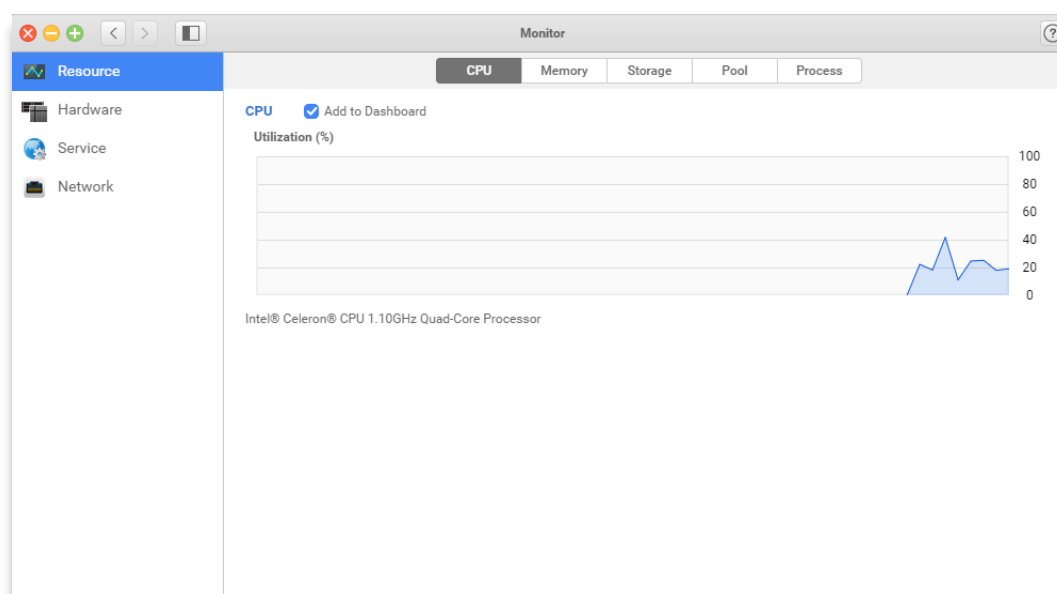 Monitor
?
Resource
Hardware
Service
Network
CPU Memory Storage Pool Process
CPU Add to Dashboard
Utilization (%)
100
80
60
40
20
0
Intel® Celeron® CPU 1.10GHz Quad-Core Processor